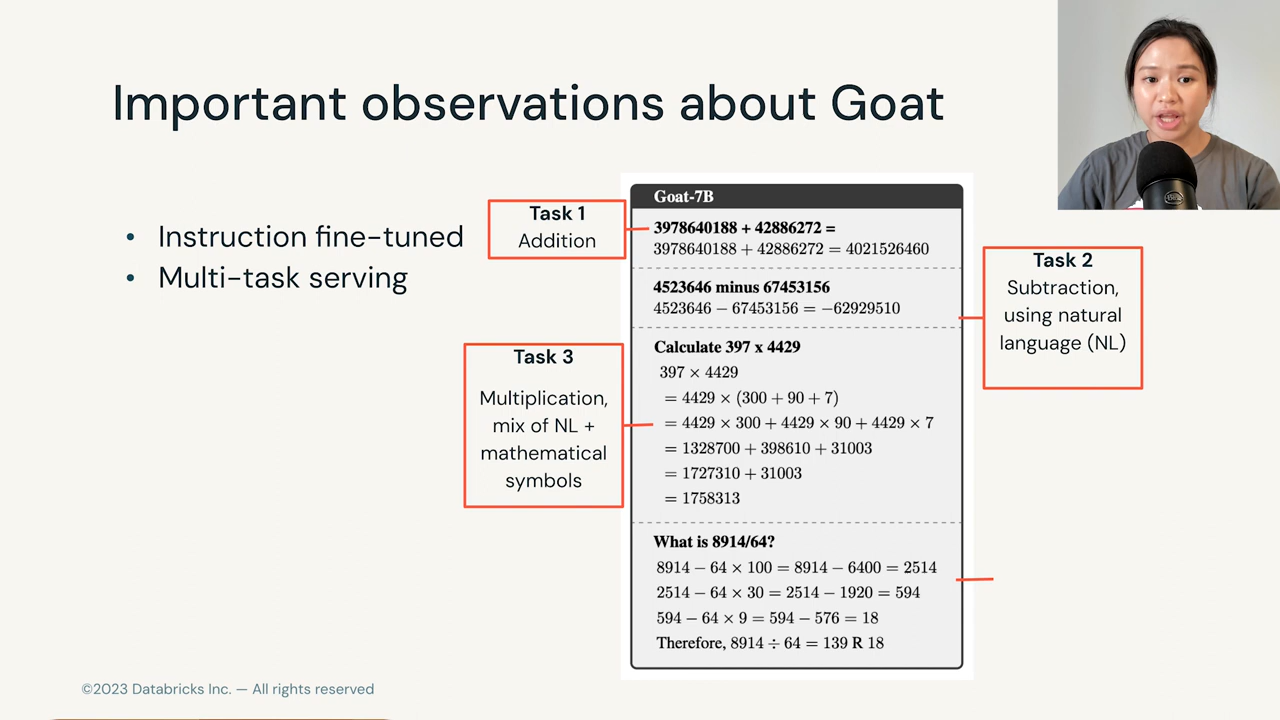 Important observations about Goat
• Instruction fine-tuned
• Multi-task serving
Task 1
Addition
Goat-7B
3978640188 + 42886272 =
3978640188 + 42886272 = 4021526460
4523646 minus 67453156
4523646 − 67453156 = −62929510
Task 2
Subtraction,
using natural
language (NL)
Task 3
Multiplication,
mix of NL +
mathematical
symbols
Calculate 397 x 4429
397 × 4429
= 4429 × (300 + 90 + 7)
= 4429 × 300 + 4429 × 90 + 4429 × 7
= 1328700 + 398610 + 31003
= 1727310 + 31003
= 1758313
What is 8914/64?
8914 − 64 × 100 = 8914 − 6400 = 2514
2514 − 64 × 30 = 2514 − 1920 = 594
594 − 64 × 9 = 594 − 576 = 18
Therefore, 8914 ÷ 64 = 139 R 18
©2023 Databricks Inc. — All rights reserved